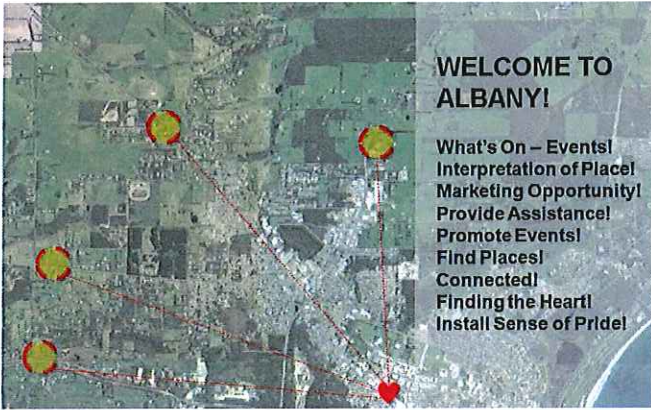 WELCOME TO
ALBANY!
What's On – Events!
Interpretation of Place!
Marketing Opportunity!
Provide Assistance!
Promote Events!
Find Places!
Connected!
Finding the Heart!
Install Sense of Pride!